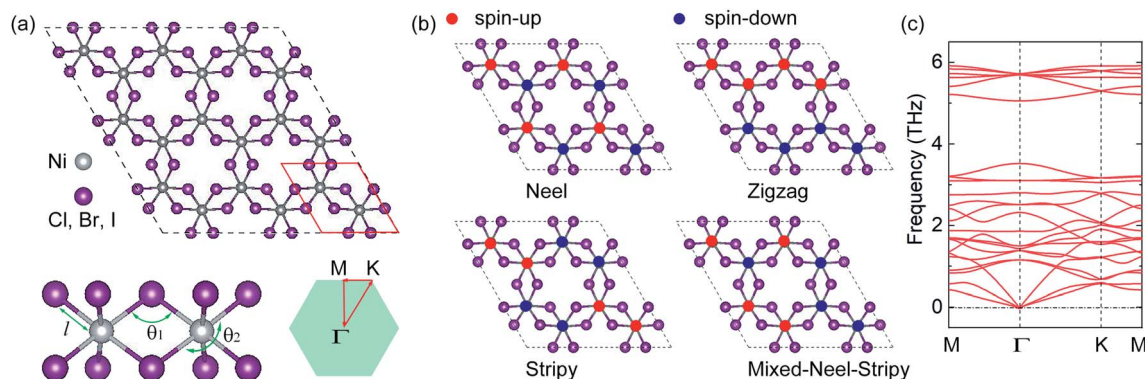 (a)
Ni
Cl, Br, I
l
θ1
θ2
M
K
Γ
(b)
spin-up
spin-down
Neel
Zigzag
Stripy
Mixed-Neel-Stripy
(c)
Frequency (THz)
6
4
2
0
M
Γ
K
M